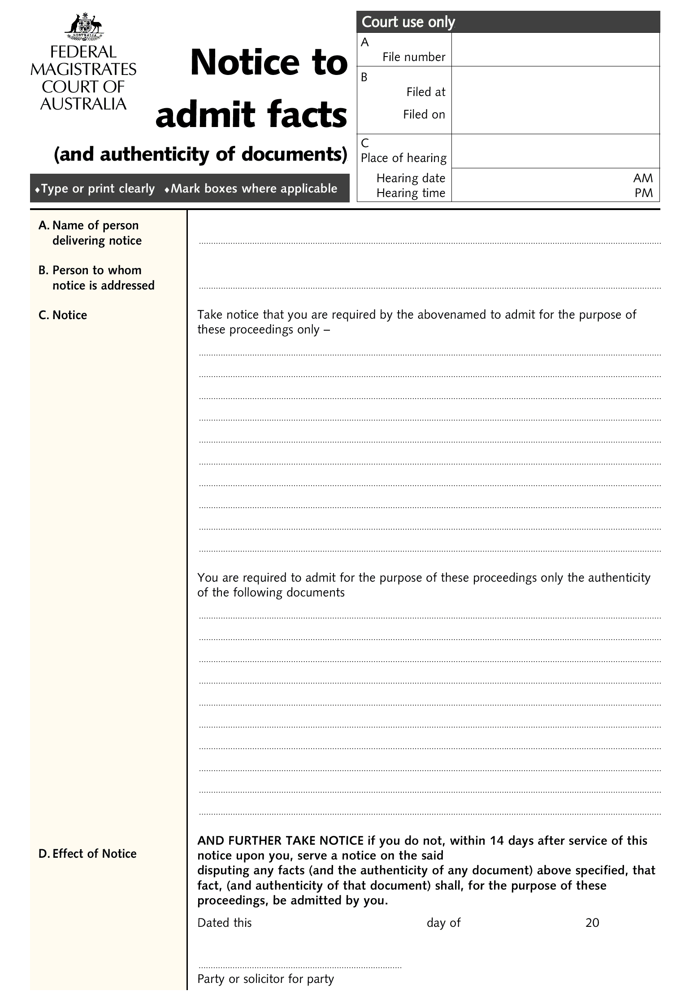 AUSTRALIA
FEDERAL
MAGISTRATES
COURT OF
AUSTRALIA
Notice to
admit facts
(and authenticity of documents)
♦Type or print clearly ♦Mark boxes where applicable
Court use only
A
File number
B
Filed at
Filed on
C
Place of hearing
Hearing date AM
Hearing time PM
A. Name of person
delivering notice
B. Person to whom
notice is addressed
C. Notice
Take notice that you are required by the abovenamed to admit for the purpose of
these proceedings only –
You are required to admit for the purpose of these proceedings only the authenticity
of the following documents
D. Effect of Notice
AND FURTHER TAKE NOTICE if you do not, within 14 days after service of this
notice upon you, serve a notice on the said
disputing any facts (and the authenticity of any document) above specified, that
fact, (and authenticity of that document) shall, for the purpose of these
proceedings, be admitted by you.
Dated this day of 20
Party or solicitor for party